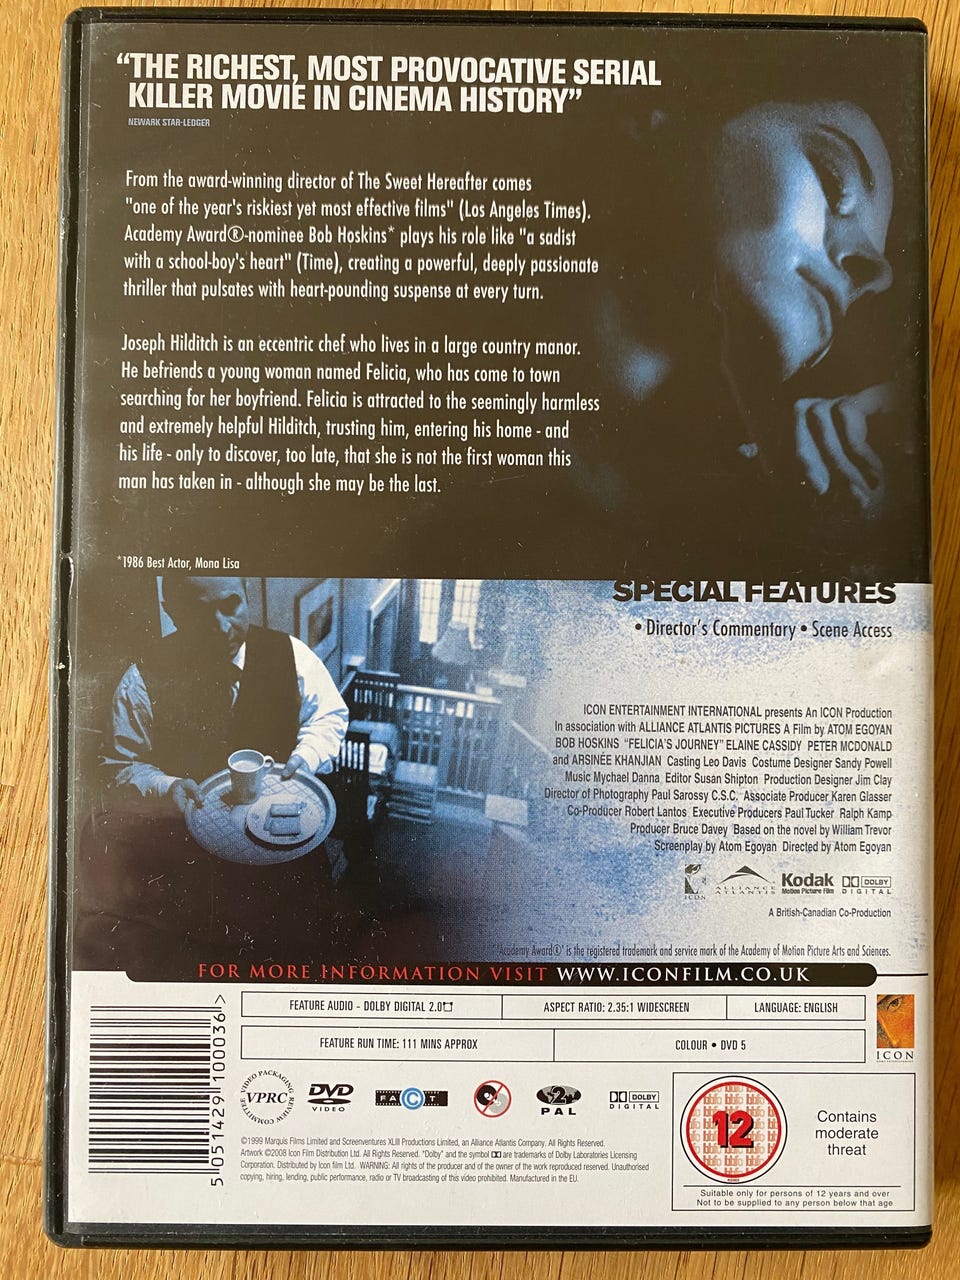 “THE RICHEST, MOST PROVOCATIVE SERIAL
KILLER MOVIE IN CINEMA HISTORY”
NEWARK STAR-LEDGER
From the award-winning director of The Sweet Hereafter comes
"one of the year's riskiest yet most effective films" (Los Angeles Times).
Academy Award®-nominee Bob Hoskins* plays his role like "a sadist
with a school-boy's heart" (Time), creating a powerful, deeply passionate
thriller that pulsates with heart-pounding suspense at every turn.
Joseph Hilditch is an eccentric chef who lives in a large country manor.
He befriends a young woman named Felicia, who has come to town
searching for her boyfriend. Felicia is attracted to the seemingly harmless
and extremely helpful Hilditch, trusting him, entering his home - and
his life - only to discover, too late, that she is not the first woman this
man has taken in - although she may be the last.
*1986 Best Actor, Mona Lisa
SPECIAL FEATURES
• Director's Commentary • Scene Access
ICON ENTERTAINMENT INTERNATIONAL presents An ICON Production
In association with ALLIANCE ATLANTIS PICTURES A Film by ATOM EGOYAN
BOB HOSKINS "FELICIA'S JOURNEY" ELAINE CASSIDY PETER MCDONALD
and ARSINÉE KHANJIAN Casting Leo Davis Costume Designer Sandy Powell
Music Mychael Danna Editor Susan Shipton Production Designer Jim Clay
Director of Photography Paul Sarossy C.S.C. Associate Producer Karen Glasser
Co-Producer Robert Lantos Executive Producers Paul Tucker Ralph Kamp
Producer Bruce Davey Based on the novel by William Trevor
Screenplay by Atom Egoyan Directed by Atom Egoyan
ICON
ALLIANCE ATLANTIS
Kodak
Motion Picture Film
DOLBY
DIGITAL
A British-Canadian Co-Production
'Academy Award®' is the registered trademark and service mark of the Academy of Motion Picture Arts and Sciences.
FOR MORE INFORMATION VISIT WWW.ICONFILM.CO.UK
FEATURE AUDIO - DOLBY DIGITAL 2.0
ASPECT RATIO: 2.35:1 WIDESCREEN
LANGUAGE: ENGLISH
FEATURE RUN TIME: 111 MINS APPROX
COLOUR • DVD 5
ICON
5 051429 100036 >
VIDEO PACKAGING REVIEW COMMITTEE
VPRC
DVD
VIDEO
FACT
2
PAL
DOLBY
DIGITAL
©1999 Marquis Films Limited and Screenventures XLIII Productions Limited, an Alliance Atlantis Company. All Rights Reserved.
Artwork ©2008 Icon Film Distribution Ltd. All Rights Reserved. "Dolby" and the symbol are trademarks of Dolby Laboratories Licensing
Corporation. Distributed by Icon film Ltd. WARNING: All rights of the producer and of the owner of the work reproduced reserved. Unauthorised
copying, hiring, lending, public performance, radio or TV broadcasting of this video prohibited. Manufactured in the EU.
12
Contains
moderate
threat
Suitable only for persons of 12 years and over
Not to be supplied to any person below that age